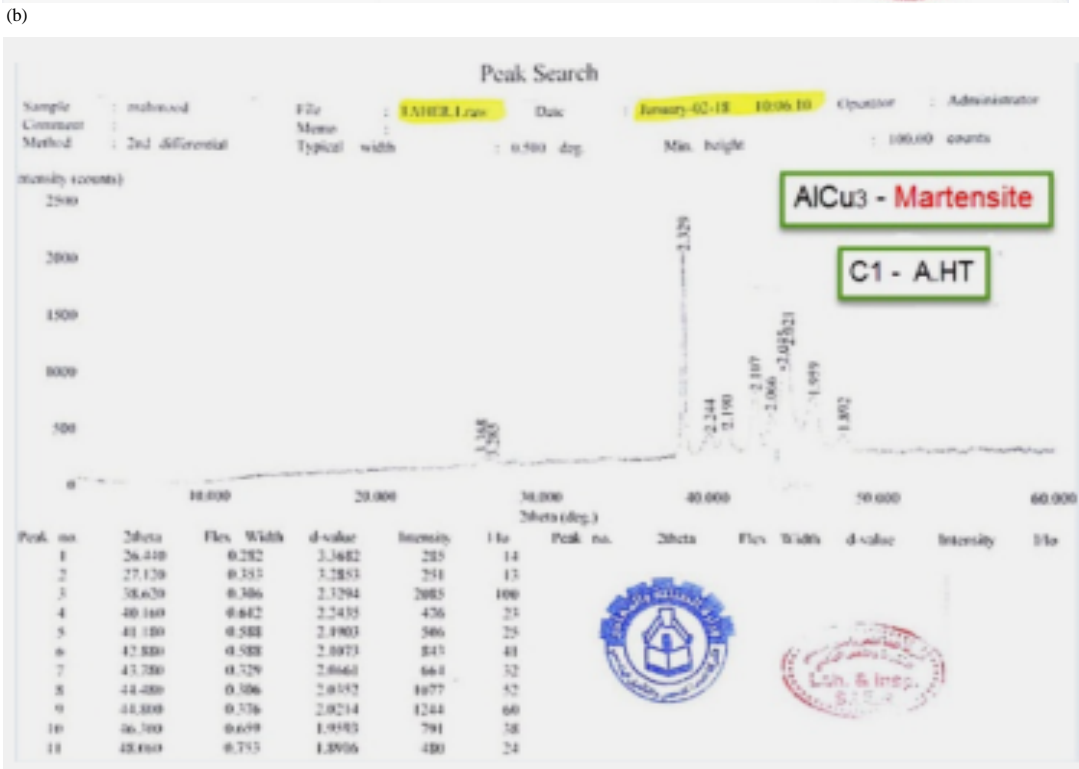 (b)
Peak Search
Sample : mahmood File : Date : January-02-18 10:06.10 Operator : Administrator
Comment : Memo :
Method : 2nd differential Typical width : 0.500 deg. Min. height : 100.00 counts
AlCu3 - Martensite
C1 - A.HT
2500
2000
1500
500
0
2.329
2.244
2.190
2.107
2.066
2.021
1.959
1.892
10.000 20.000 30.000 40.000 50.000 60.000
2theta (deg.)
Peak no. 2theta Flex Width d-value Intensity I/Io Peak no. 2theta Flex Width d-value Intensity I/Io
1 26.440 0.282 3.3682 285 14
2 27.120 0.353 3.2853 251 13
3 38.620 0.306 2.3294 2085 100
4 40.160 0.682 2.2435 476 23
5 41.180 0.588 2.1903 506 25
6 42.880 0.588 2.1073 843 41
7 43.780 0.329 2.0661 664 32
8 44.480 0.306 2.0352 1077 52
9 44.800 0.376 2.0214 1244 60
10 46.300 0.659 1.9593 791 38
11 48.060 0.753 1.8916 480 24
Lab. & Insp.